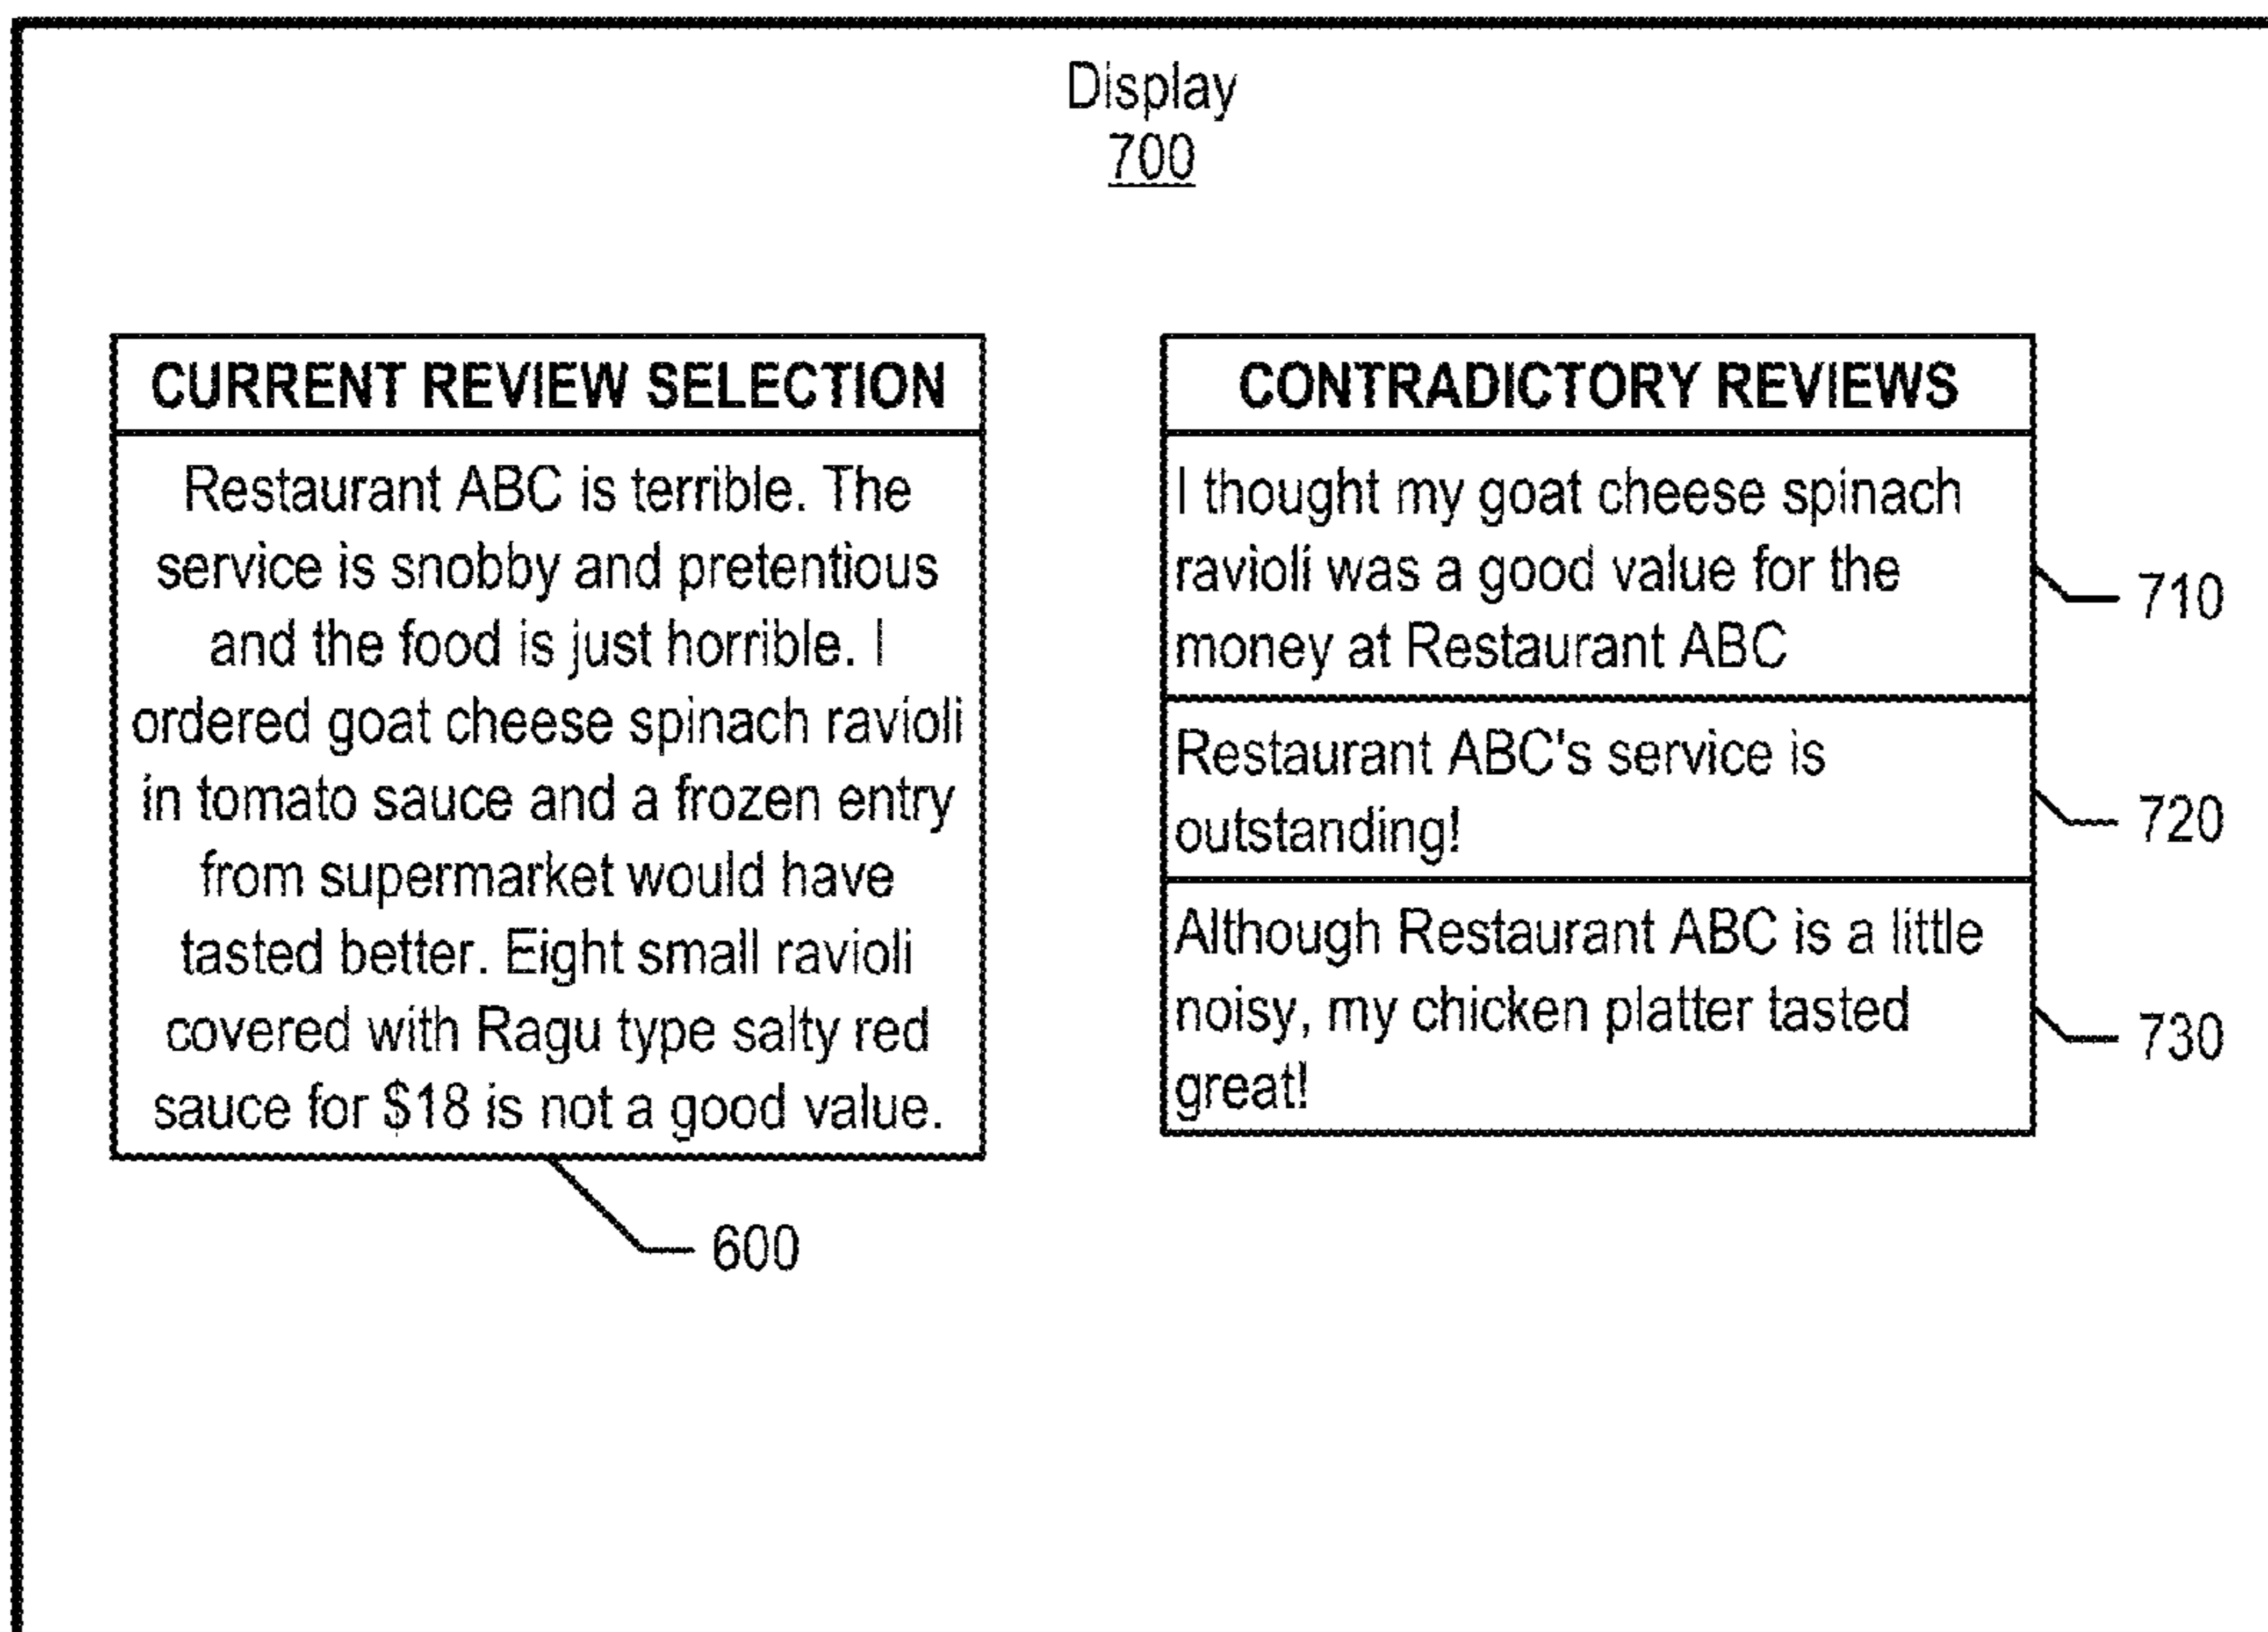 Display
700
CURRENT REVIEW SELECTION
Restaurant ABC is terrible. The
service is snobby and pretentious
and the food is just horrible. I
ordered goat cheese spinach ravioli
in tomato sauce and a frozen entry
from supermarket would have
tasted better. Eight small ravioli
covered with Ragu type salty red
sauce for $18 is not a good value.
600
CONTRADICTORY REVIEWS
I thought my goat cheese spinach
ravioli was a good value for the
money at Restaurant ABC
710
Restaurant ABC's service is
outstanding!
720
Although Restaurant ABC is a little
noisy, my chicken platter tasted
great!
730